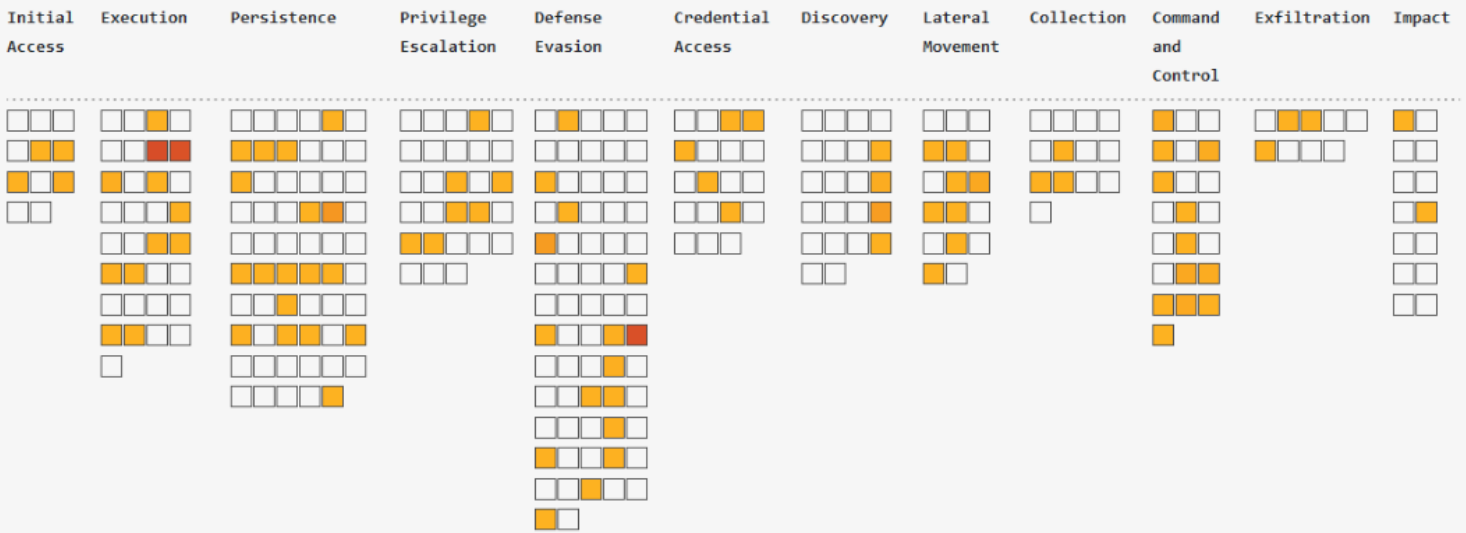 Initial Access
Execution
Persistence
Privilege Escalation
Defense Evasion
Credential Access
Discovery
Lateral Movement
Collection
Command and Control
Exfiltration
Impact